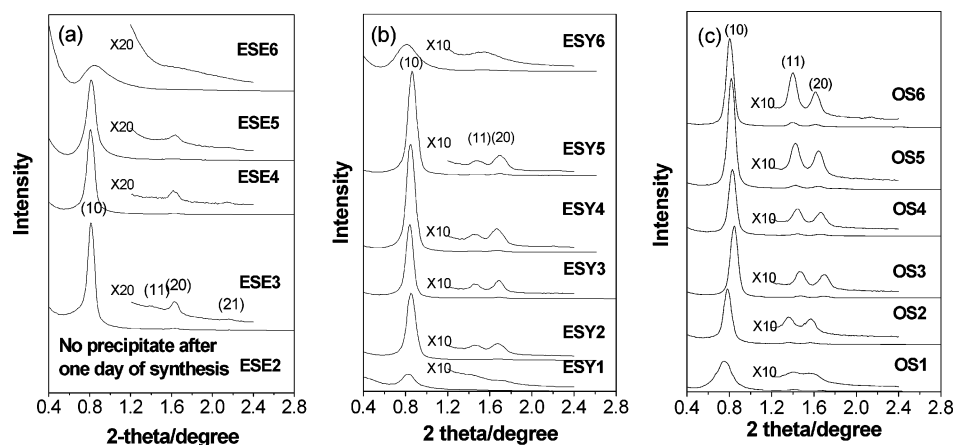 (a)
X20
ESE6
X20
ESE5
X20
ESE4
(10)
X20
(11)
(20)
(21)
ESE3
No precipitate after
one day of synthesis
ESE2
Intensity
0.4 0.8 1.2 1.6 2.0 2.4 2.8
2-theta/degree
(b)
X10
ESY6
(10)
X10
(11)
(20)
ESY5
X10
ESY4
X10
ESY3
X10
ESY2
X10
ESY1
Intensity
0.4 0.8 1.2 1.6 2.0 2.4 2.8
2 theta/degree
(c)
(10)
(11)
(20)
X10
OS6
X10
OS5
X10
OS4
X10
OS3
X10
OS2
X10
OS1
Intensity
0.4 0.8 1.2 1.6 2.0 2.4 2.8
2 theta/degree